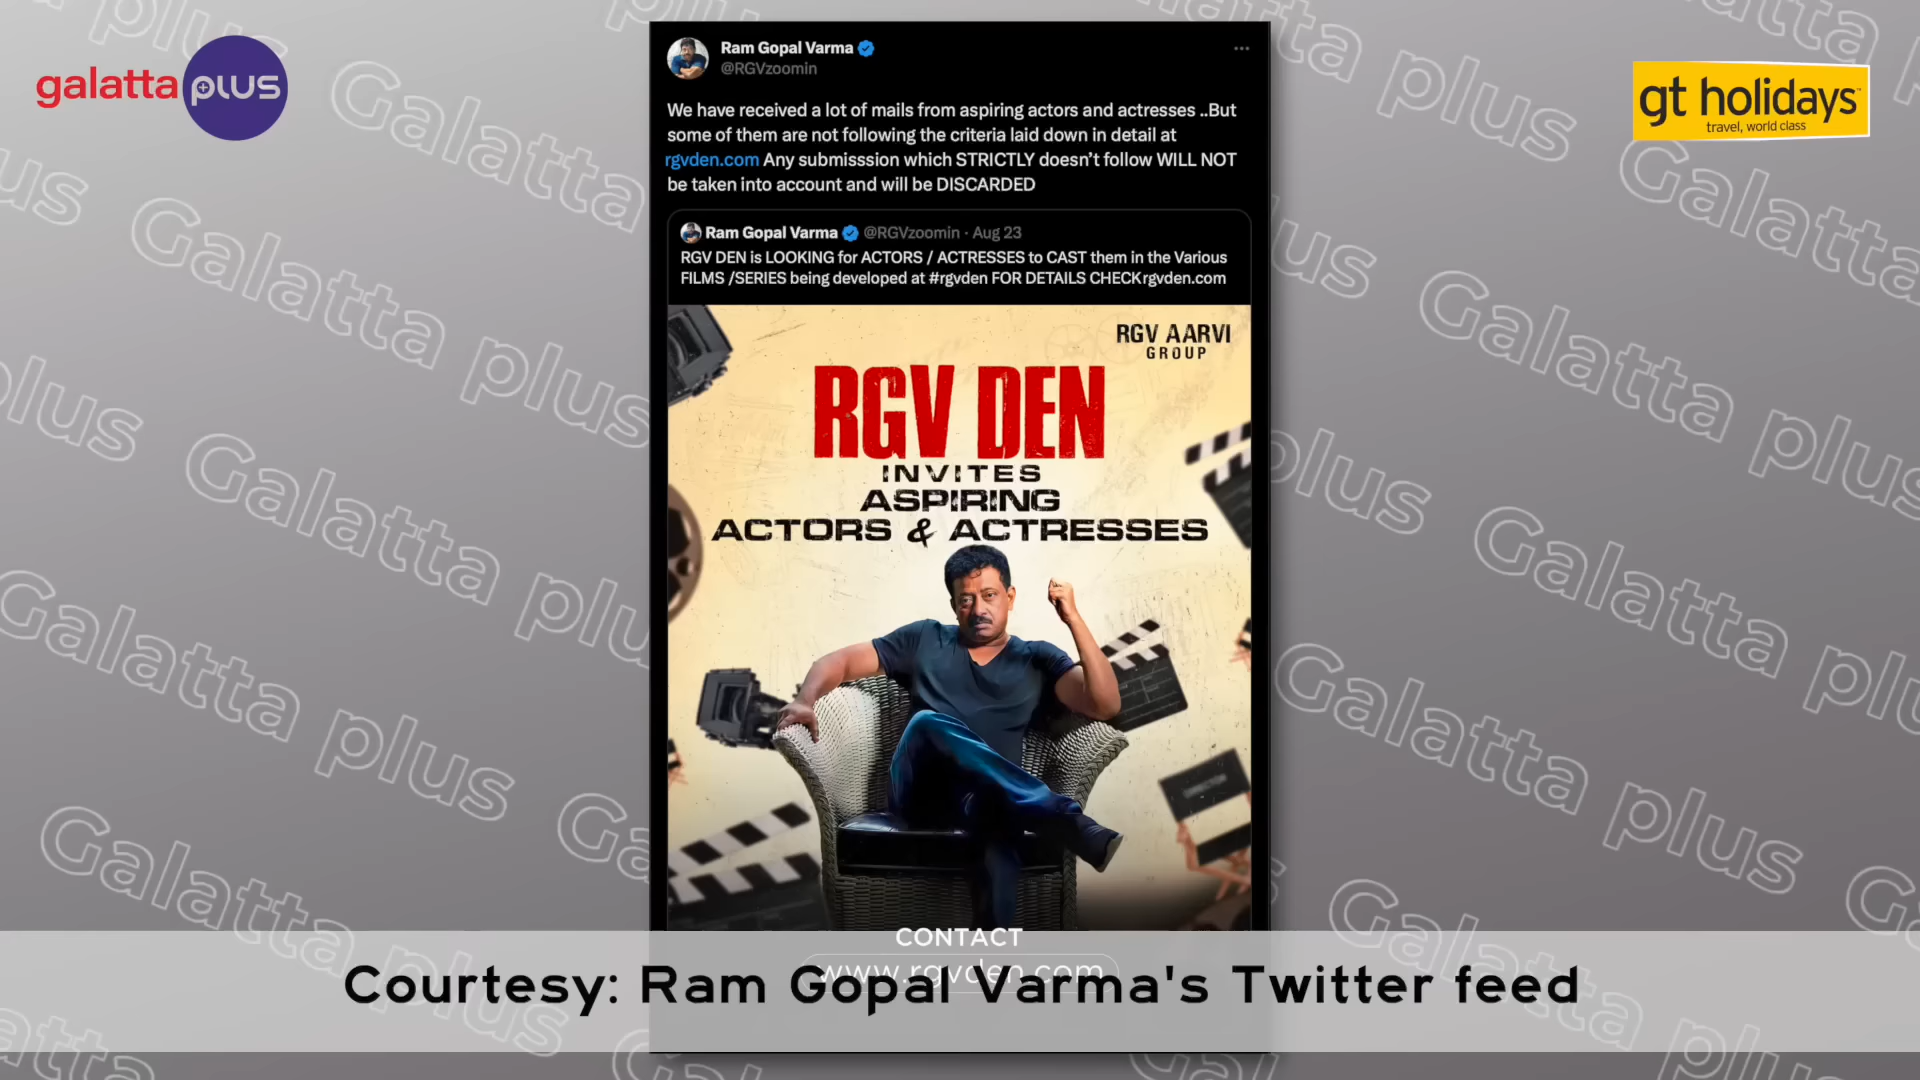 galatta plus
gt holidays
travel, world class
Ram Gopal Varma
@RGVzoomin
We have received a lot of mails from aspiring actors and actresses ..But
some of them are not following the criteria laid down in detail at
rgvden.com Any submisssion which STRICTLY doesn’t follow WILL NOT
be taken into account and will be DISCARDED
Ram Gopal Varma @RGVzoomin · Aug 23
RGV DEN is LOOKING for ACTORS / ACTRESSES to CAST them in the Various
FILMS /SERIES being developed at #rgvden FOR DETAILS CHECKrgvden.com
RGV AARVI
GROUP
RGV DEN
INVITES
ASPIRING
ACTORS & ACTRESSES
CONTACT
www.rgvden.com
Courtesy: Ram Gopal Varma's Twitter feed
Galatta plus